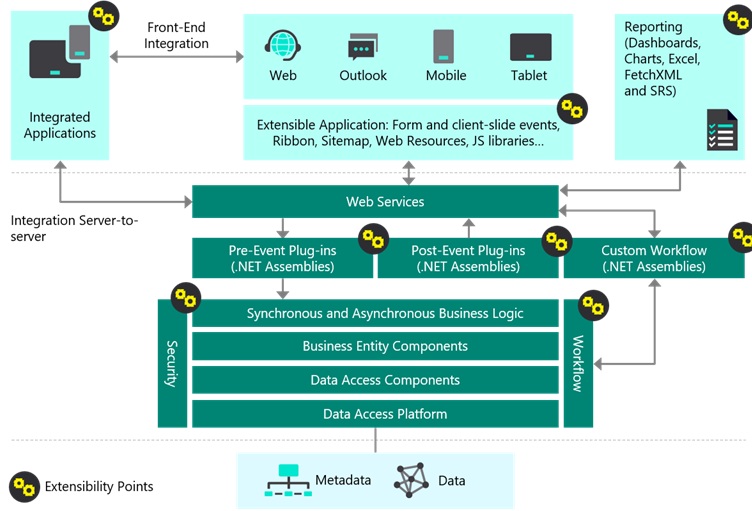 Front-End
Integration
Integrated
Applications
Web
Outlook
Mobile
Tablet
Extensible Application: Form and client-slide events,
Ribbon, Sitemap, Web Resources, JS libraries...
Reporting
(Dashboards,
Charts, Excel,
FetchXML
and SRS)
Integration Server-to-
server
Web Services
Pre-Event Plug-ins
(.NET Assemblies)
Post-Event Plug-ins
(.NET Assemblies)
Custom Workflow
(.NET Assemblies)
Security
Synchronous and Asynchronous Business Logic
Business Entity Components
Data Access Components
Data Access Platform
Workflow
Metadata
Data
Extensibility Points